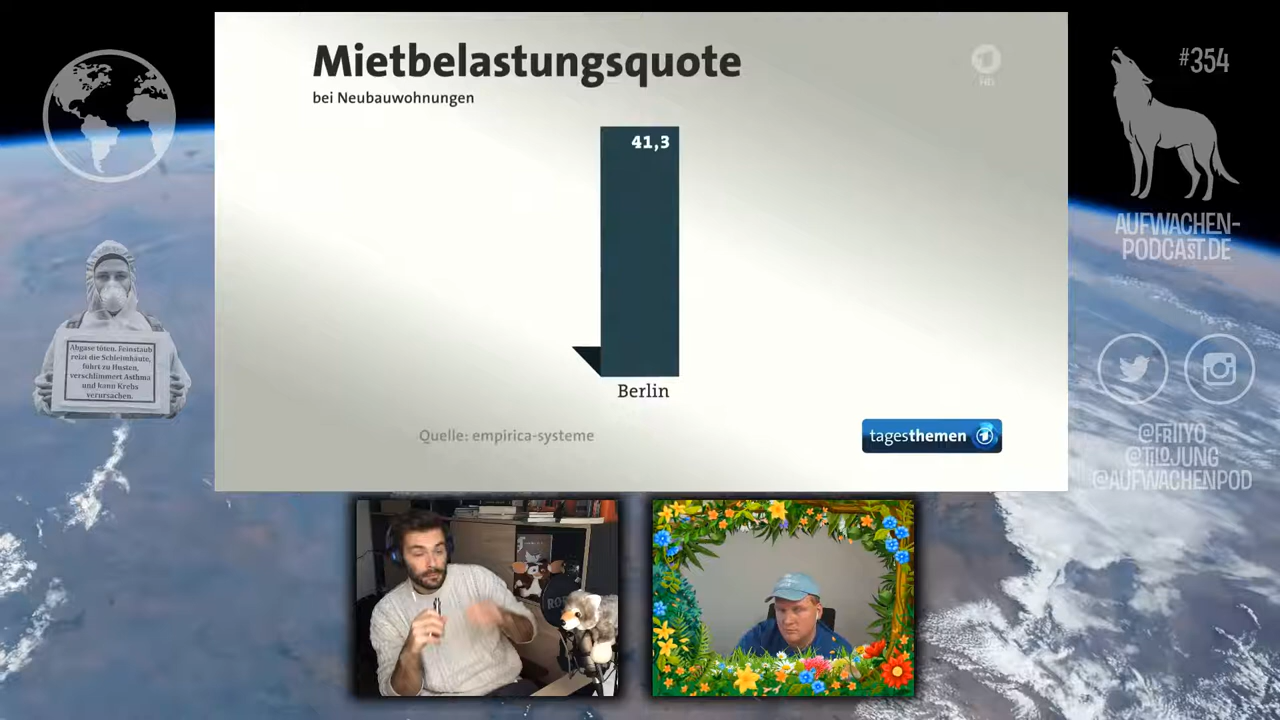 Mietbelastungsquote
bei Neubauwohnungen
HD
41,3
Berlin
Quelle: empirica-systeme
tagesthemen
#354
AUFWACHEN-
PODCAST.DE
@FRIIYO
@TILOJUNG
@AUFWACHENPOD
Abgase töten. Feinstaub
reizt die Schleimhäute,
führt zu Husten,
verschlimmert Asthma
und kann Krebs
verursachen.